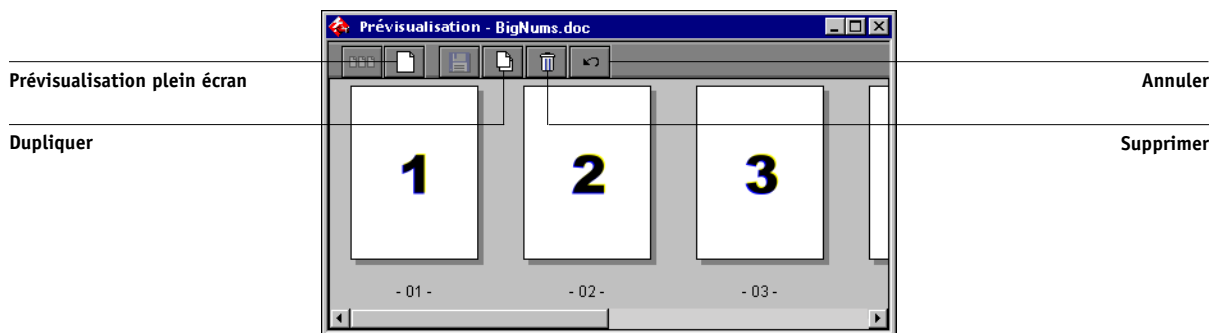 Prévisualisation - BigNums.doc
Prévisualisation plein écran
Annuler
Dupliquer
Supprimer
1 2 3
- 01 - - 02 - - 03 -